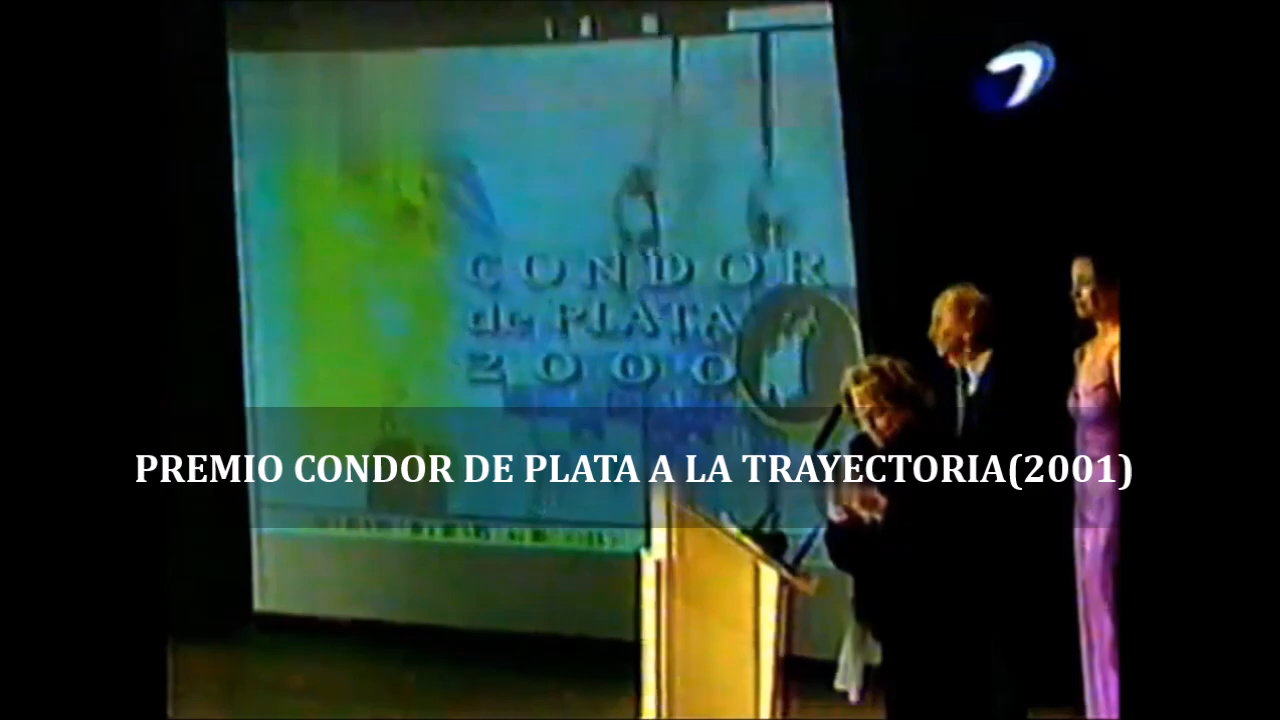 CONDOR
de PLATA
2000
PREMIO CONDOR DE PLATA A LA TRAYECTORIA(2001)